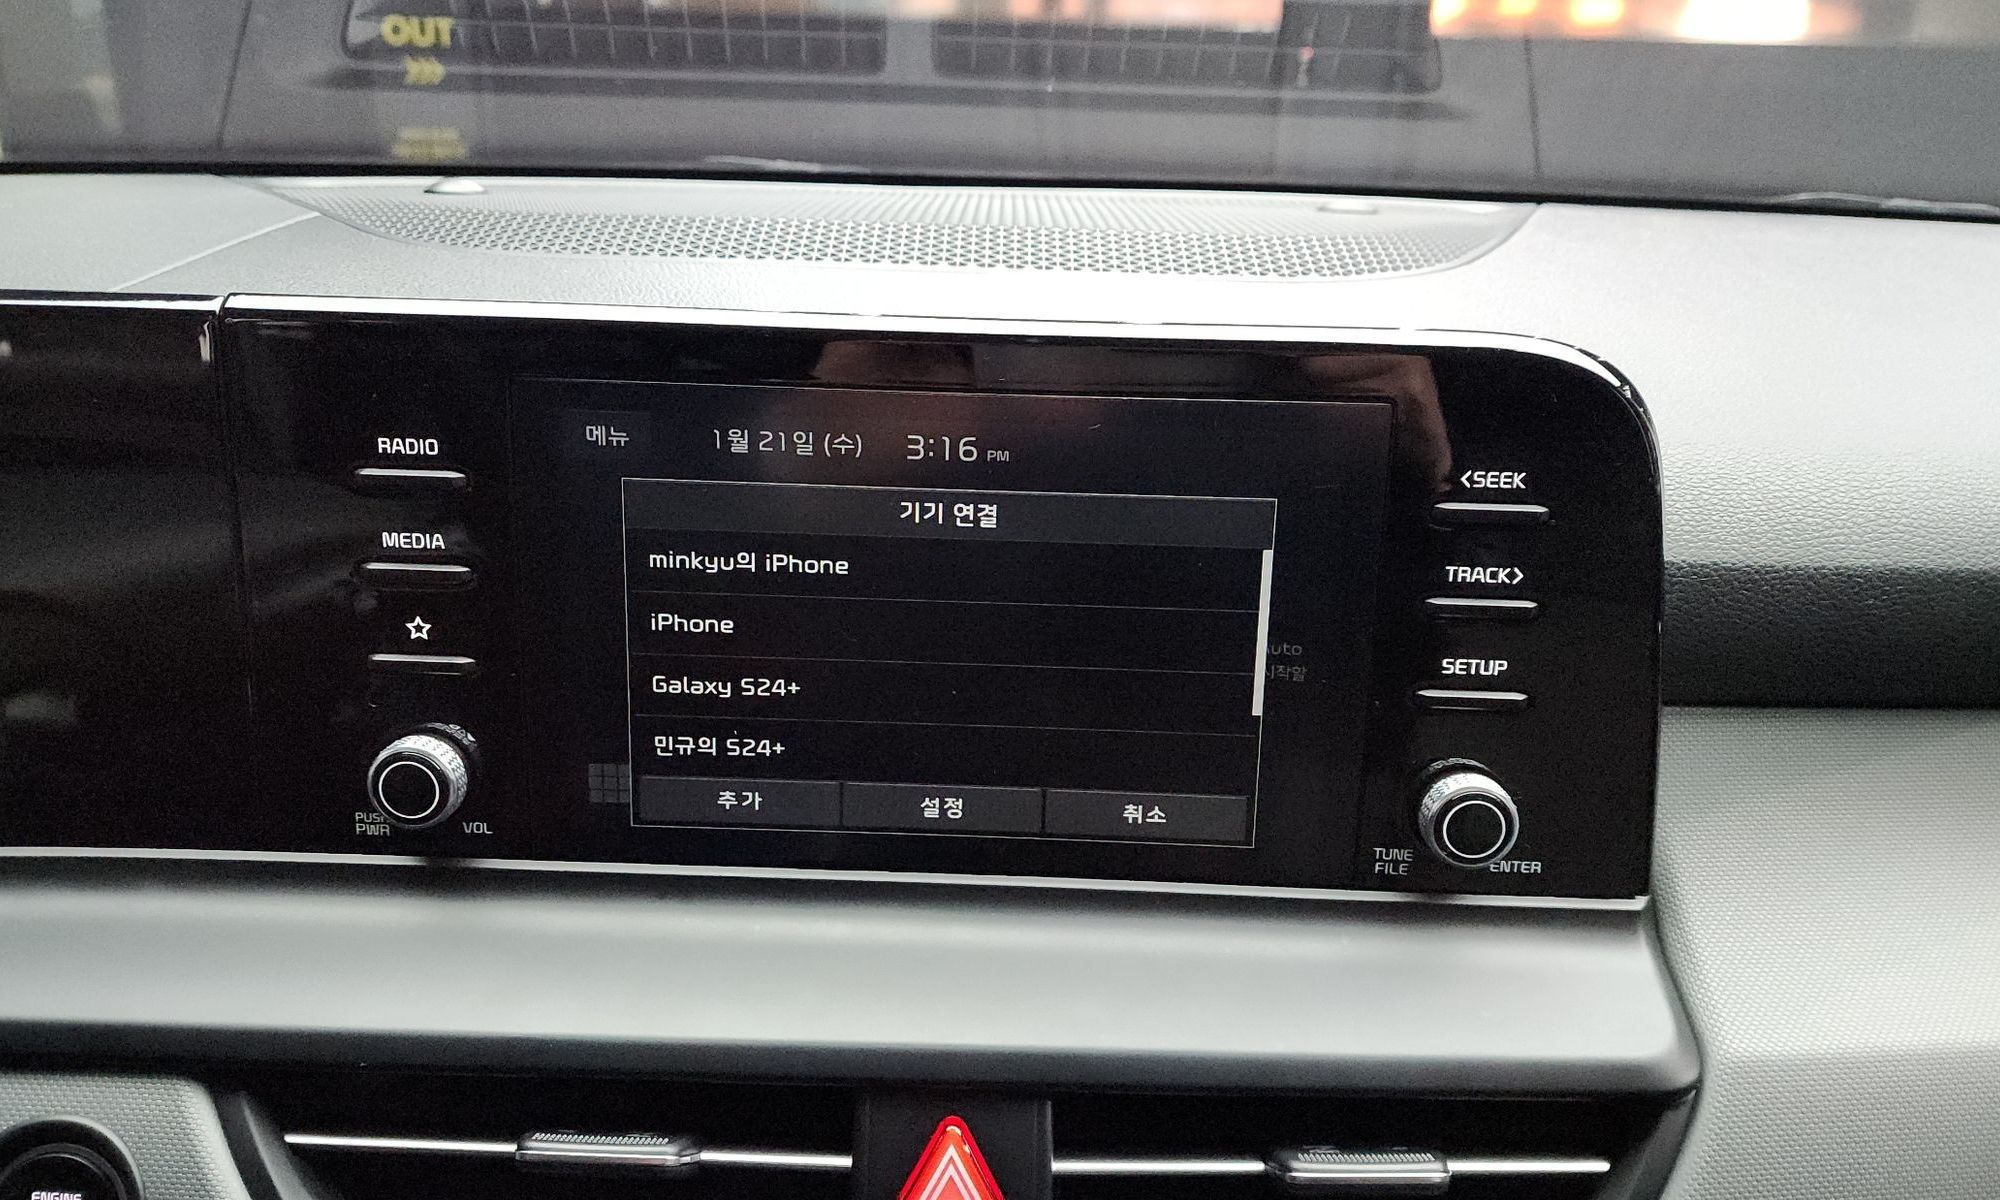 OUT
RADIO
MEDIA
PUSH
PWR
VOL
메뉴
1월 21일 (수) 3:16 PM
기기 연결
minkyu의 iPhone
iPhone
Galaxy S24+
민규의 S24+
추가 설정 취소
<SEEK
TRACK>
SETUP
TUNE
FILE
ENTER
ENGINE